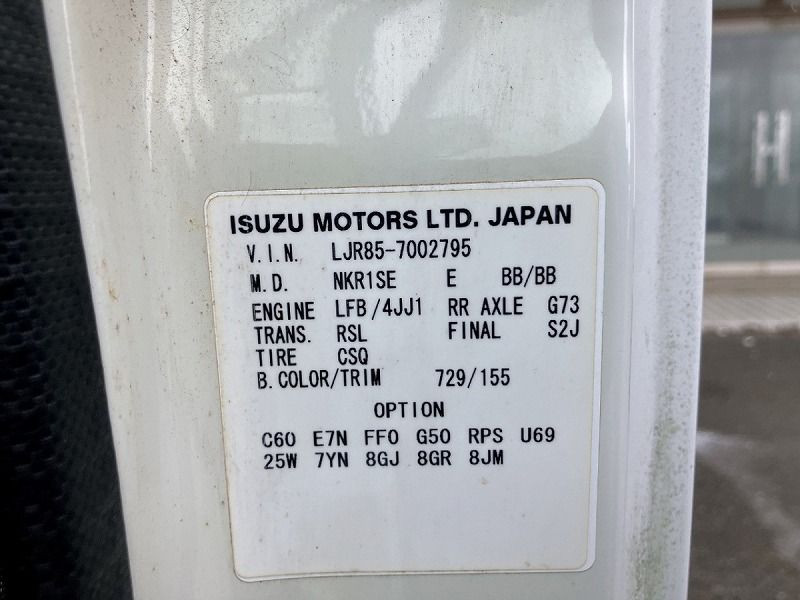 ISUZU MOTORS LTD. JAPAN
V.I.N. LJR85-7002795
M.D. NKR1SE E BB/BB
ENGINE LFB/4JJ1 RR AXLE G73
TRANS. RSL FINAL S2J
TIRE CSQ
B.COLOR/TRIM 729/155
OPTION
C60 E7N FF0 G50 RPS U69
25W 7YN 8GJ 8GR 8JM
H